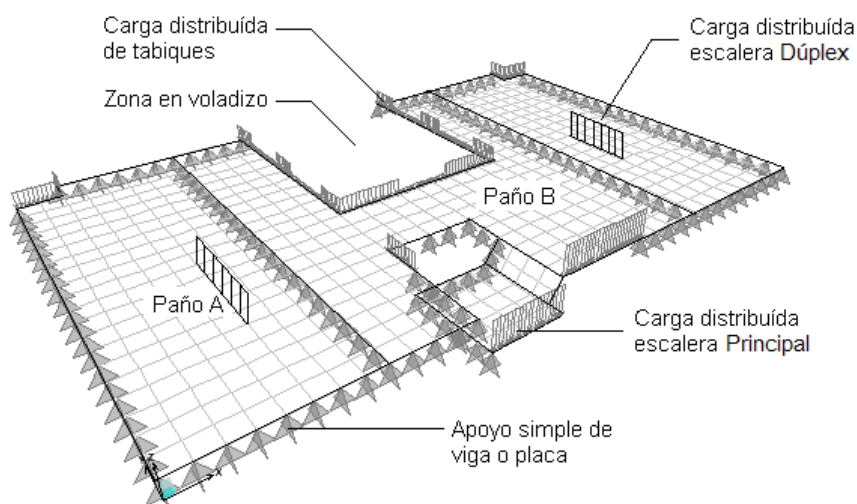 Carga distribuída
de tabiques
Zona en voladizo
Carga distribuída
escalera Dúplex
Paño B
Paño A
Carga distribuída
escalera Principal
Apoyo simple de
viga o placa
Z
X